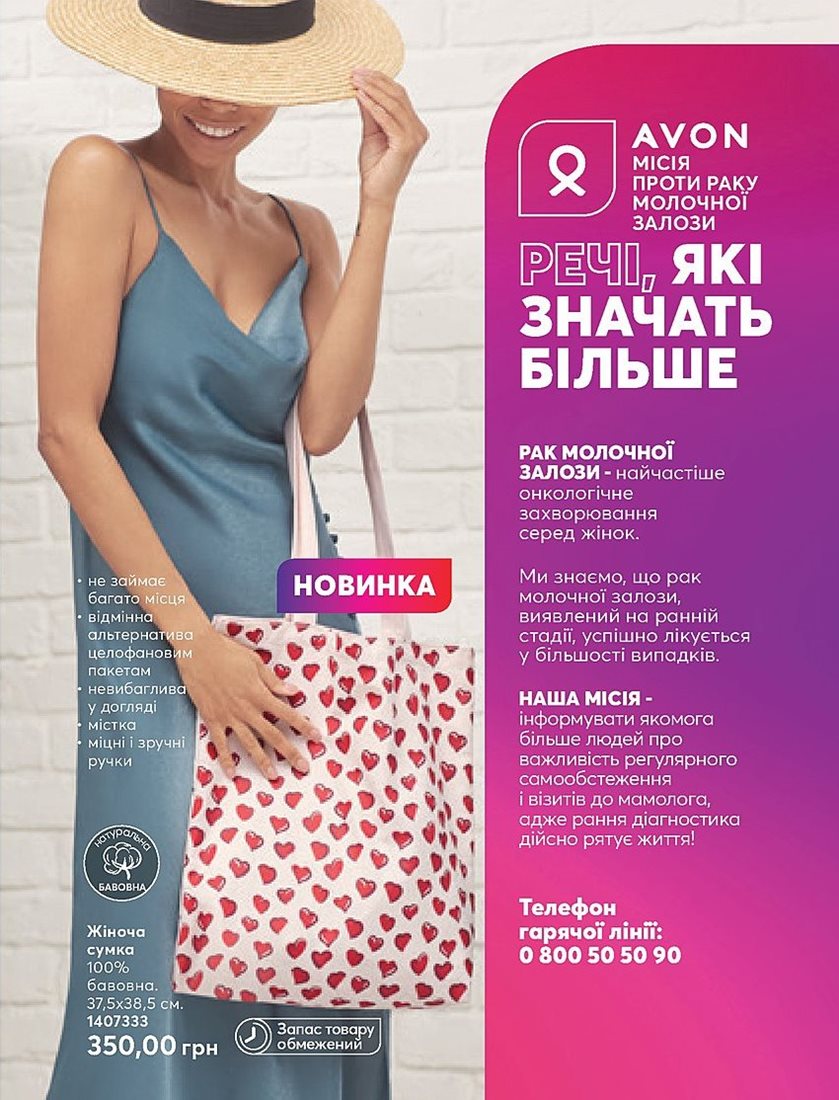 AVON
МІСІЯ
ПРОТИ РАКУ
МОЛОЧНОЇ
ЗАЛОЗИ
РЕЧІ, ЯКІ
ЗНАЧАТЬ
БІЛЬШЕ
РАК МОЛОЧНОЇ
ЗАЛОЗИ - найчастіше
онкологічне
захворювання
серед жінок.
Ми знаємо, що рак
молочної залози,
виявлений на ранній
стадії, успішно лікується
у більшості випадків.
НАША МІСІЯ -
інформувати якомога
більше людей про
важливість регулярного
самообстеження
і візитів до мамолога,
адже рання діагностика
дійсно рятує життя!
Телефон
гарячої лінії:
0 800 50 50 90
НОВИНКА
• не займає
багато місця
• відмінна
альтернатива
целофановим
пакетам
• невибаглива
у догляді
• містка
• міцні і зручні
ручки
натуральна
БАВОВНА
Жіноча
сумка
100%
бавовна.
37,5х38,5 см.
1407333
350,00 грн
Запас товару
обмежений